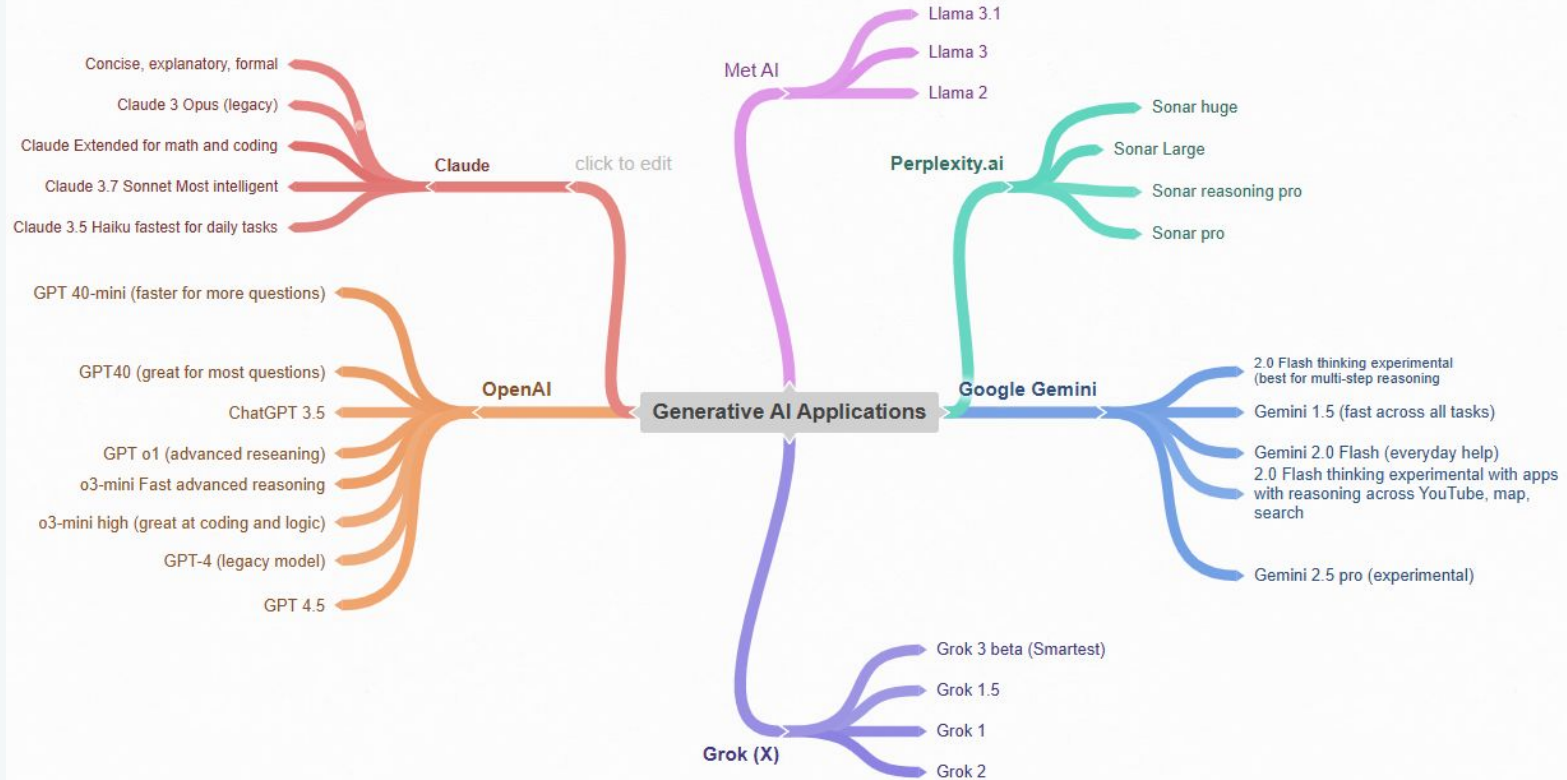 Concise, explanatory, formal
Claude 3 Opus (legacy)
Claude Extended for math and coding
Claude 3.7 Sonnet Most intelligent
Claude 3.5 Haiku fastest for daily tasks
Claude
click to edit
GPT 40-mini (faster for more questions)
GPT40 (great for most questions)
ChatGPT 3.5
GPT o1 (advanced reseaning)
o3-mini Fast advanced reasoning
o3-mini high (great at coding and logic)
GPT-4 (legacy model)
GPT 4.5
OpenAI
Generative AI Applications
Met AI
Llama 3.1
Llama 3
Llama 2
Perplexity.ai
Sonar huge
Sonar Large
Sonar reasoning pro
Sonar pro
Google Gemini
2.0 Flash thinking experimental
(best for multi-step reasoning
Gemini 1.5 (fast across all tasks)
Gemini 2.0 Flash (everyday help)
2.0 Flash thinking experimental with apps
with reasoning across YouTube, map,
search
Gemini 2.5 pro (experimental)
Grok (X)
Grok 3 beta (Smartest)
Grok 1.5
Grok 1
Grok 2